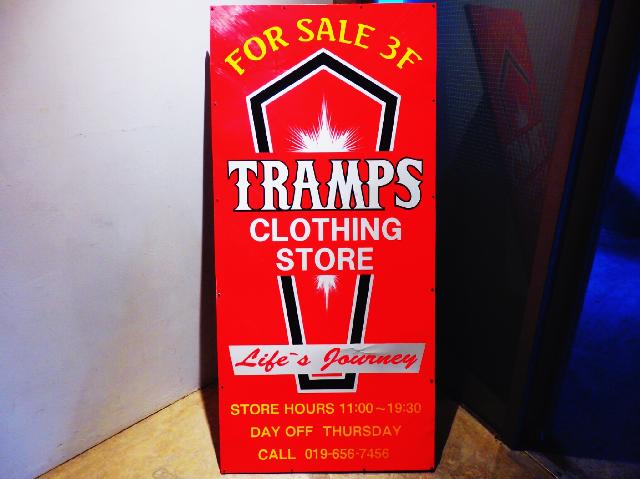 FOR SALE 3F
TRAMPS
CLOTHING
STORE
Life's Journey
STORE HOURS 11:00~19:30
DAY OFF THURSDAY
CALL 019-656-7456